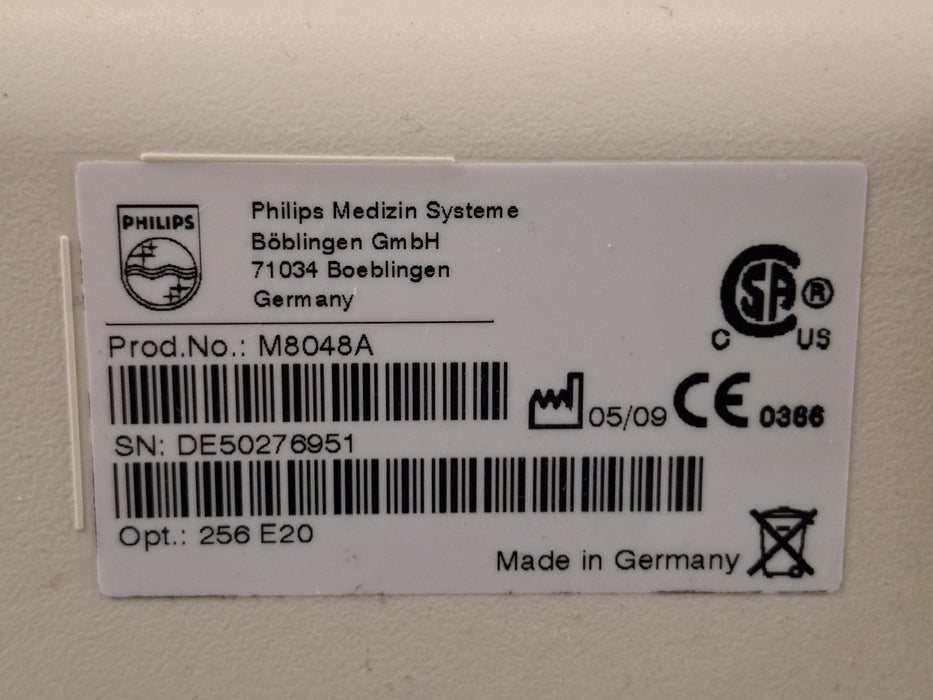 PHILIPS
Philips Medizin Systeme
Böblingen GmbH
71034 Boeblingen
Germany
CSA ®
C US
Prod.No.: M8048A
05/09 CE 0366
SN: DE50276951
Opt.: 256 E20
Made in Germany